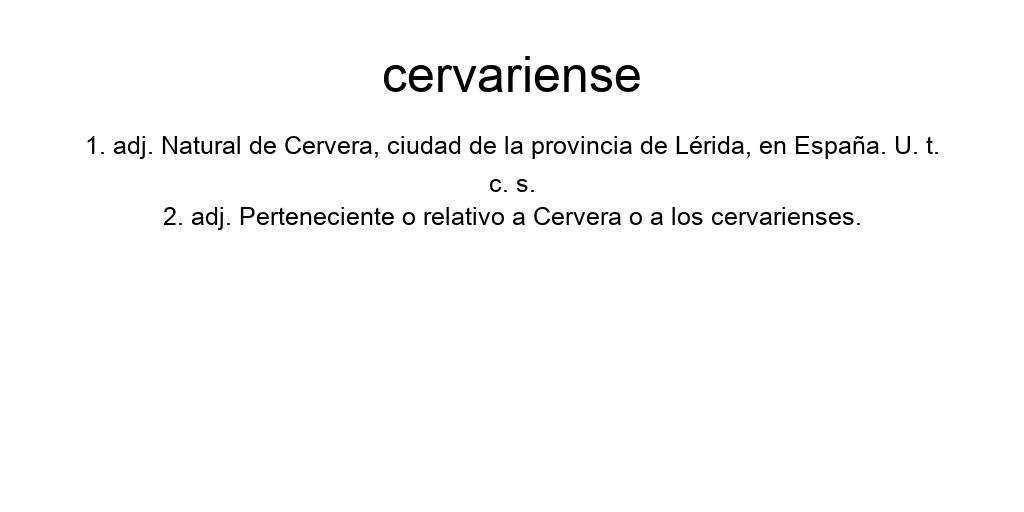 cervariense
1. adj. Natural de Cervera, ciudad de la provincia de Lérida, en España. U. t.
c. s.
2. adj. Perteneciente o relativo a Cervera o a los cervarienses.